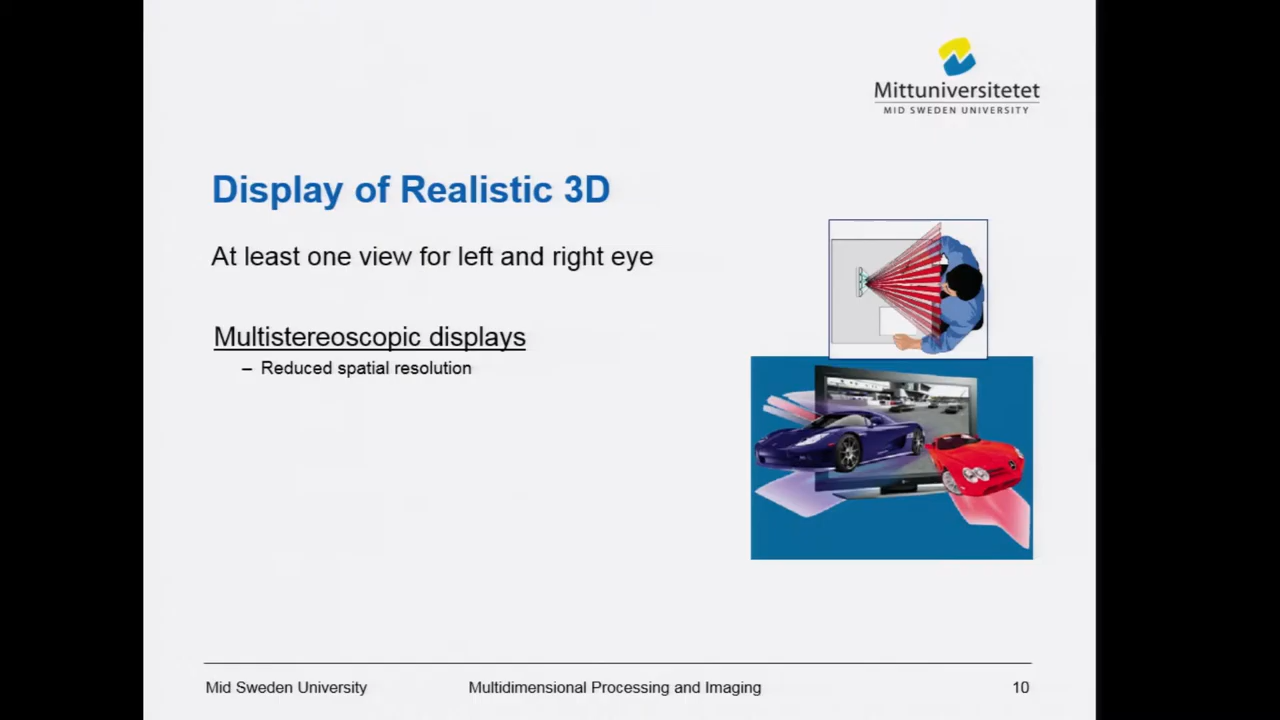 Mittuniversitetet
MID SWEDEN UNIVERSITY
Display of Realistic 3D
At least one view for left and right eye
Multistereoscopic displays
– Reduced spatial resolution
Mid Sweden University
Multidimensional Processing and Imaging
10